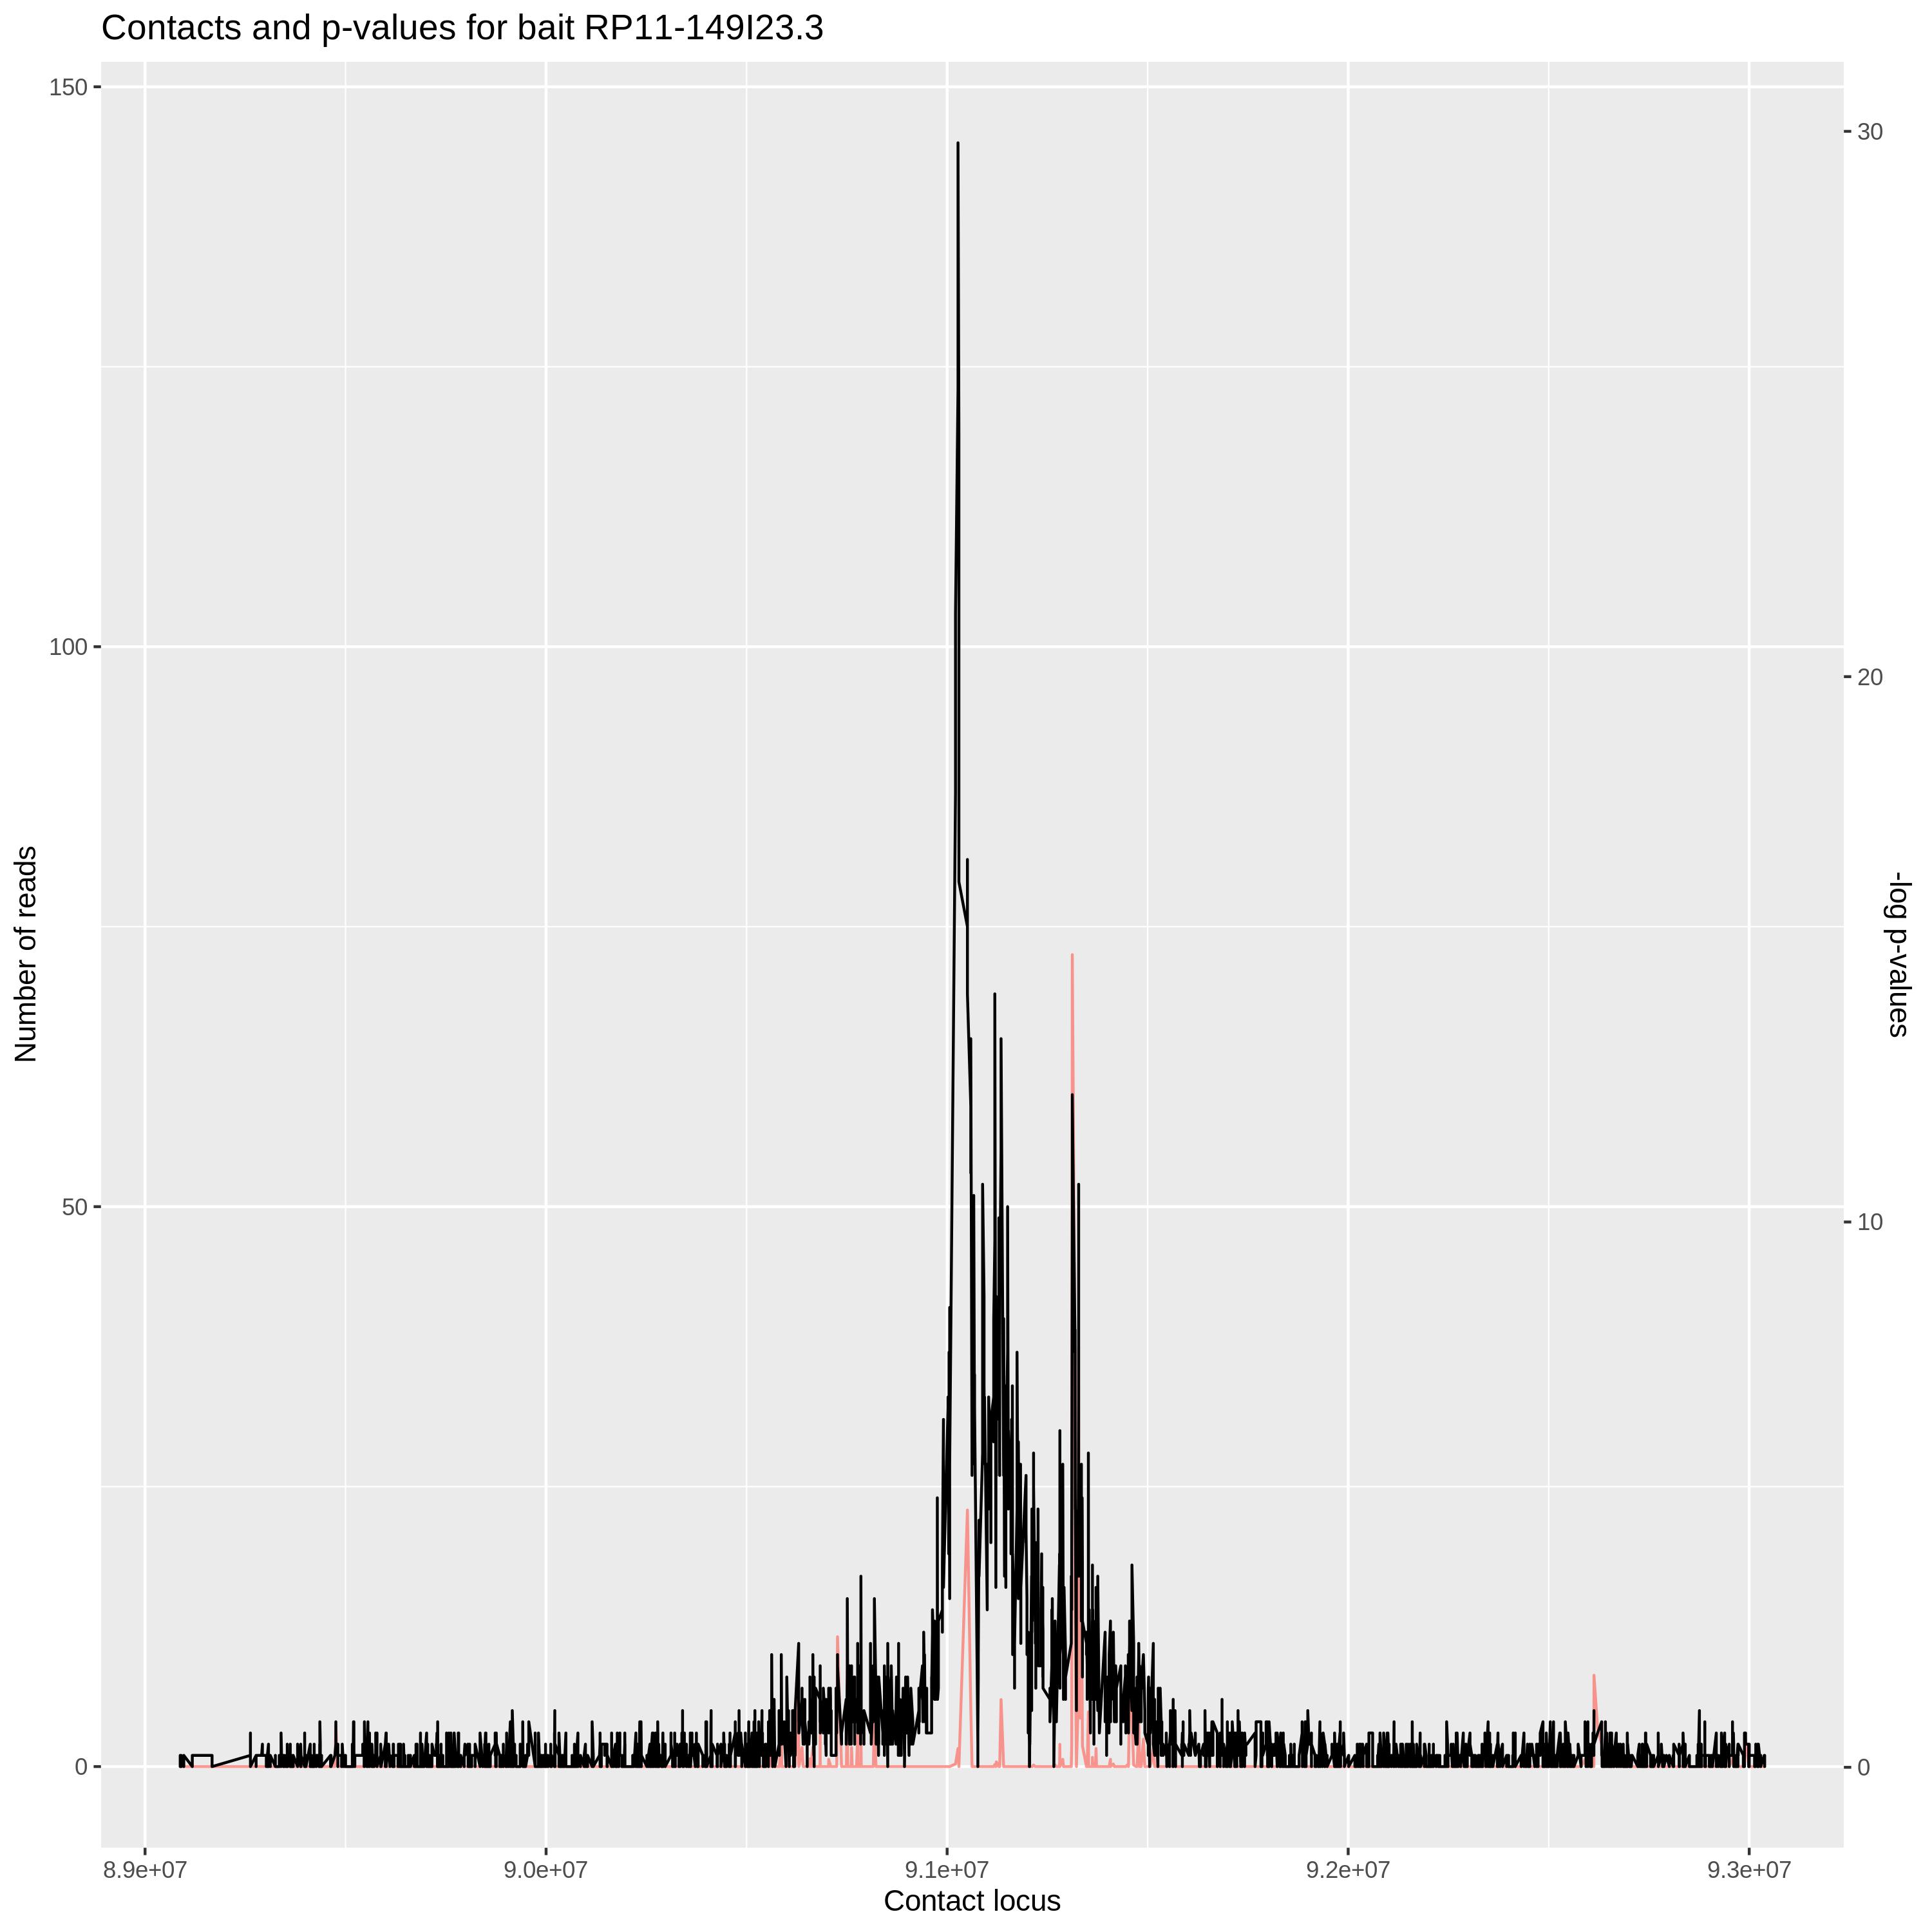 Contacts and p-values for bait RP11-149I23.3
150
100
50
0
30
20
10
0
Number of reads
-log p-values
8.9e+07 9.0e+07 9.1e+07 9.2e+07 9.3e+07
Contact locus